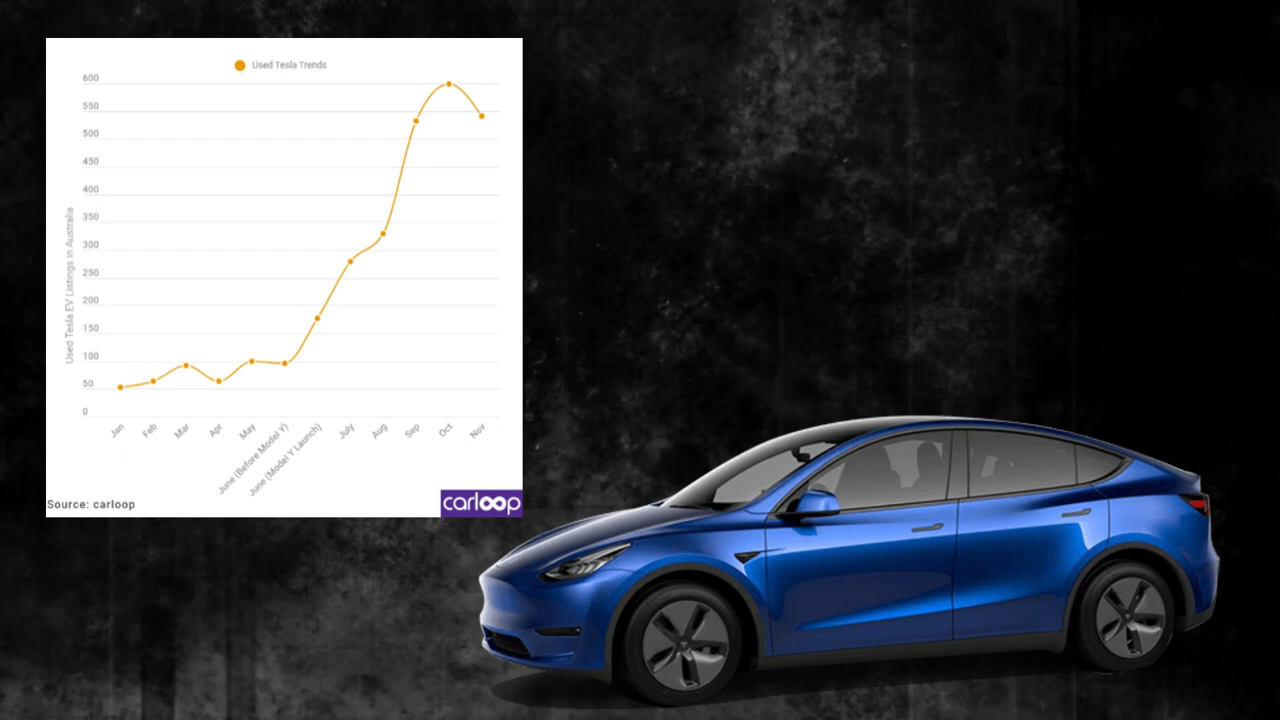 Used Tesla Trends
600
550
500
450
400
350
300
250
200
150
100
50
0
Used Tesla EV Listings in Australia
Jan
Feb
Mar
Apr
May
June (Before Model Y)
June (Model Y Launch)
July
Aug
Sep
Oct
Nov
Source: carloop
carloop